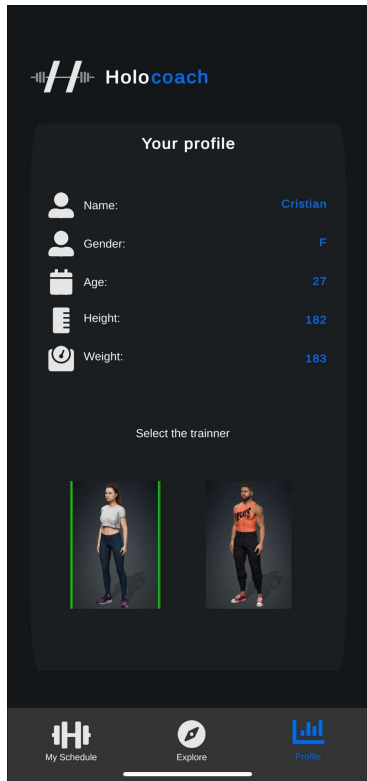 Holocoach
Your profile
Name: Cristian
Gender: F
Age: 27
Height: 182
Weight: 183
Select the trainner
My Schedule Explore Profile